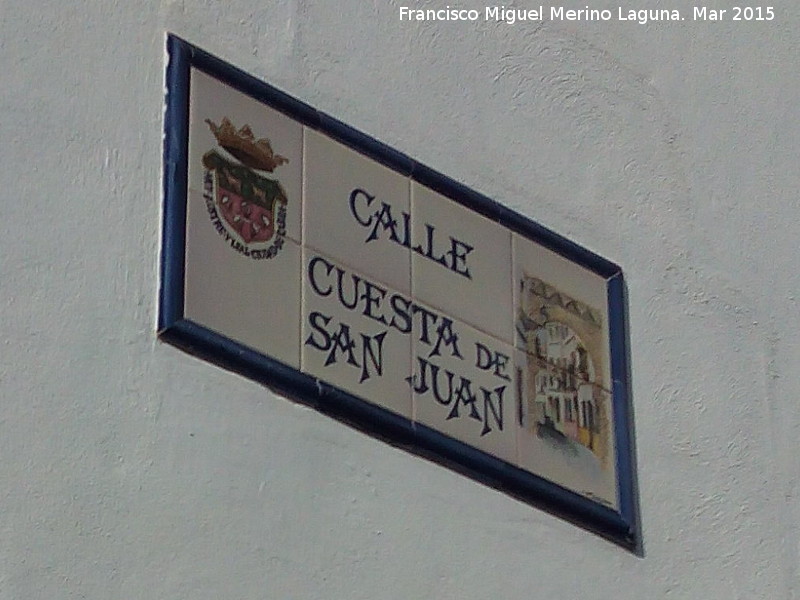 Francisco Miguel Merino Laguna. Mar 2015
CALLE
CUESTA DE
SAN JUAN